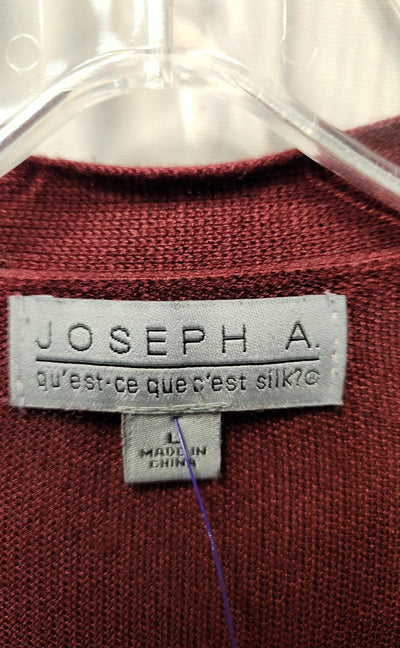 JOSEPH A.
qu'est-ce que c'est silk?©
L
MADE IN
CHINA